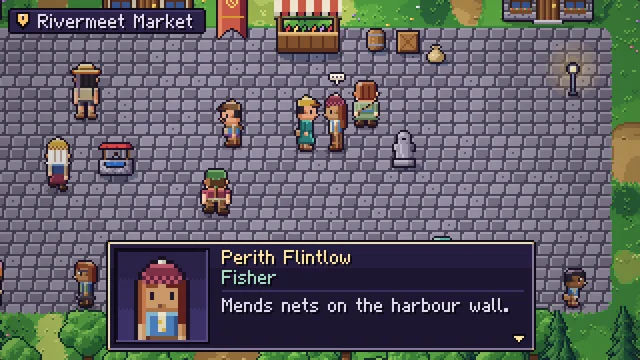 Rivermeet Market
Perith Flintlow
Fisher
Mends nets on the harbour wall.